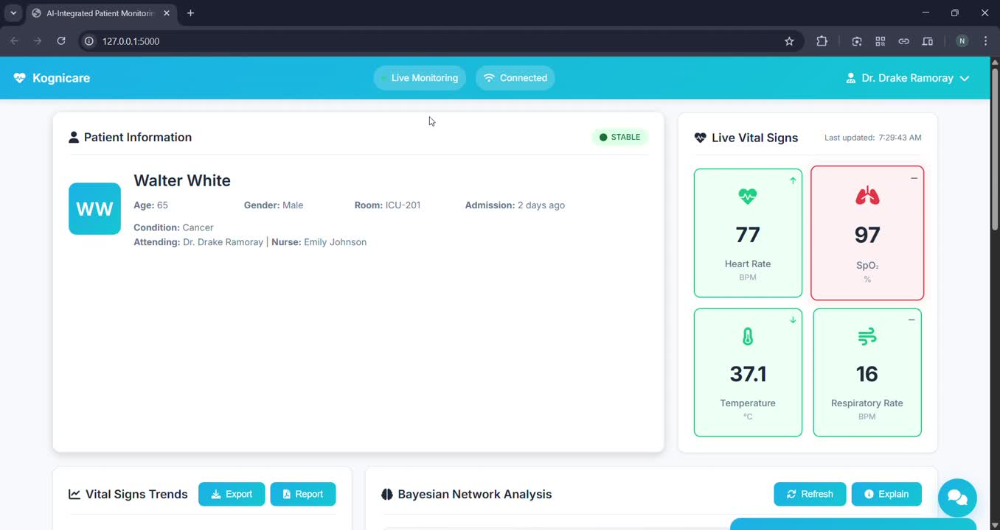 AI-Integrated Patient Monitorin
127.0.0.1:5000
N
Kognicare
Live Monitoring
Connected
Dr. Drake Ramoray
Patient Information
STABLE
WW
Walter White
Age: 65
Gender: Male
Room: ICU-201
Admission: 2 days ago
Condition: Cancer
Attending: Dr. Drake Ramoray | Nurse: Emily Johnson
Live Vital Signs
Last updated: 7:29:43 AM
77
Heart Rate
BPM
97
SpO₂
%
37.1
Temperature
°C
16
Respiratory Rate
BPM
Vital Signs Trends
Export
Report
Bayesian Network Analysis
Refresh
Explain